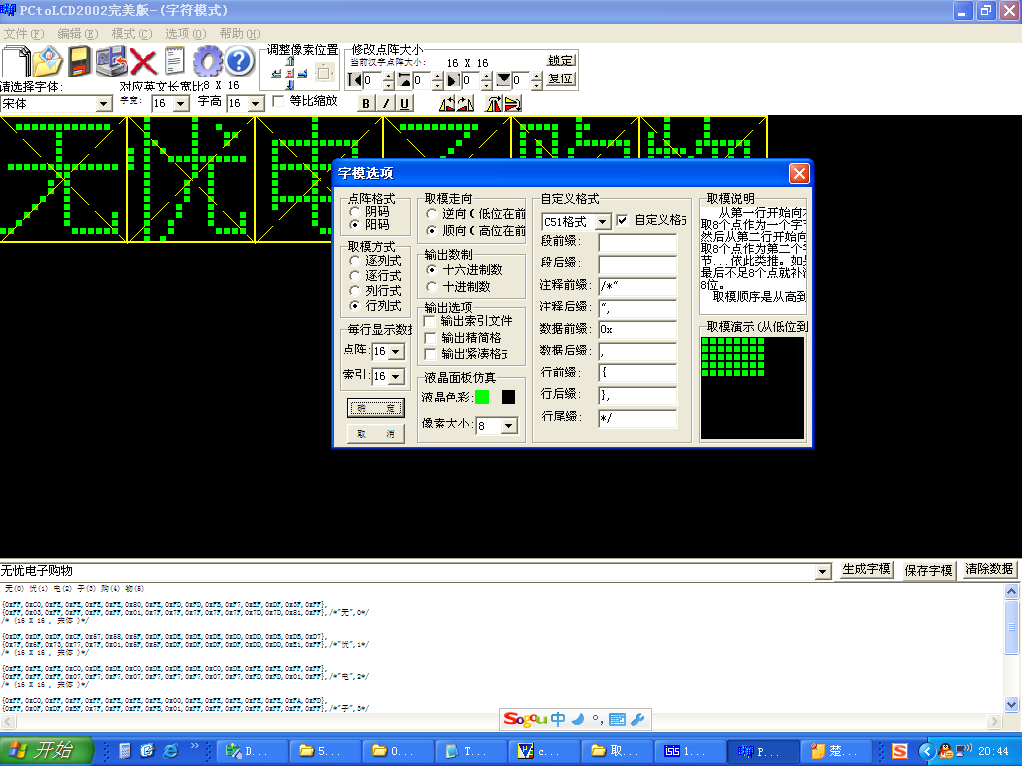 PCtoLCD2002完美版-(字符模式)
文件(F) 编辑(E) 模式(C) 选项(O) 帮助(H)
调整像素位置
修改点阵大小
当前汉字点阵大小: 16 X 16
锁定
0 0 0 0
复位
请选择字体: 对应英文长宽比8 X 16
宋体 字宽: 16 字高 16 等比缩放
B I U
无忧电子购物
字模选项
点阵格式
阴码
阳码
取模方式
逐列式
逐行式
列行式
行列式
每行显示数据
点阵: 16
索引: 16
确 定
取 消
取模走向
逆向(低位在前
顺向(高位在前
输出数制
十六进制数
十进制数
输出选项
输出索引文件
输出精简格
输出紧凑格式
液晶面板仿真
液晶色彩:
像素大小: 8
自定义格式
C51格式 自定义格式
段前缀:
段后缀:
注释前缀: /*“
注释后缀: “,
数据前缀: 0x
数据后缀: ,
行前缀: {
行后缀: },
行尾缀: */
取模说明
从第一行开始向右
取8个点作为一个字节
然后从第二行开始向
取8个点作为第二个字
节...依此类推。如果
最后不足8个点就补满
8位。
取模顺序是从高到
取模演示(从低位到
无忧电子购物 生成字模 保存字模 清除数据
无(0) 忧(1) 电(2) 子(3) 购(4) 物(5)
/* (16 X 16 , 宋体 )*/
/* (16 X 16 , 宋体 )*/
/* (16 X 16 , 宋体 )*/
Sogou 中
开始 » D... 5... O... T... c... 取... 1... P... 楚... 20:44